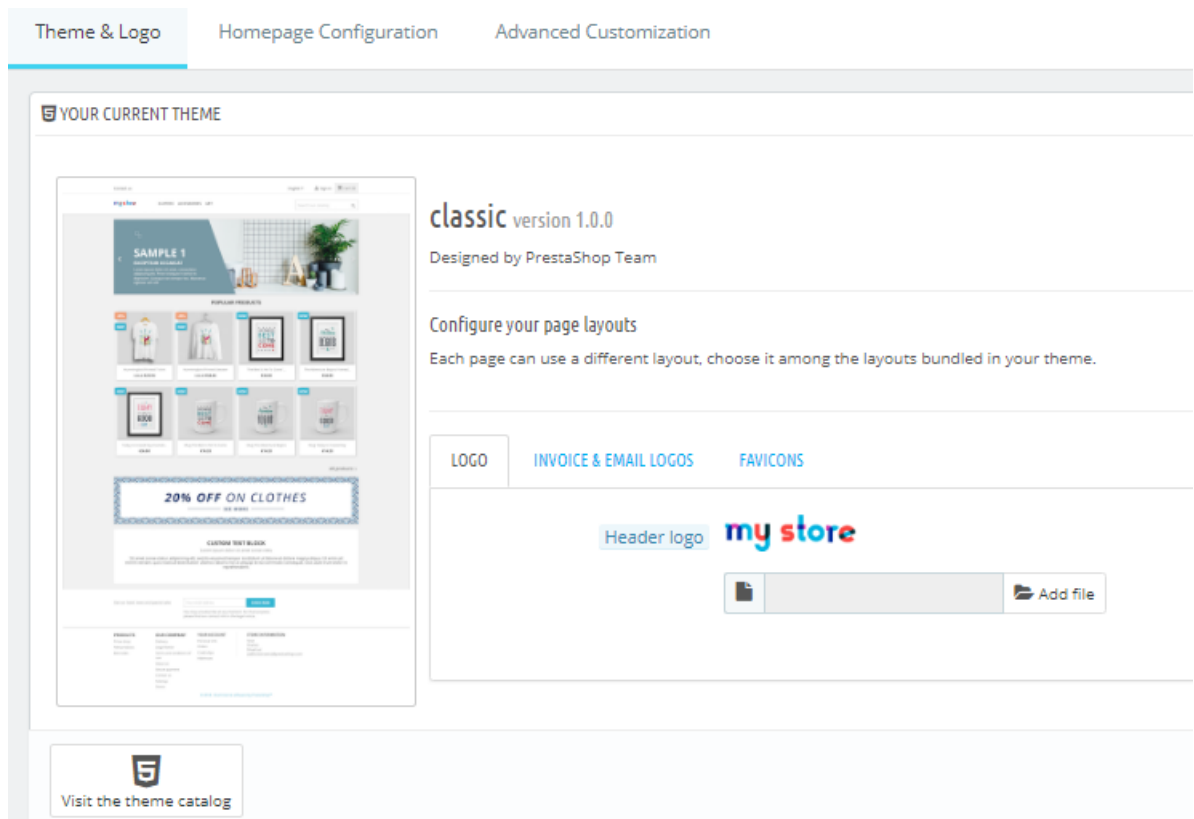 Theme & Logo
Homepage Configuration
Advanced Customization
YOUR CURRENT THEME
my store
SAMPLE 1
POPULAR PRODUCTS
20% OFF ON CLOTHES
CUSTOM TEXT BLOCK
classic version 1.0.0
Designed by PrestaShop Team
Configure your page layouts
Each page can use a different layout, choose it among the layouts bundled in your theme.
LOGO
INVOICE & EMAIL LOGOS
FAVICONS
Header logo
my store
Add file
Visit the theme catalog